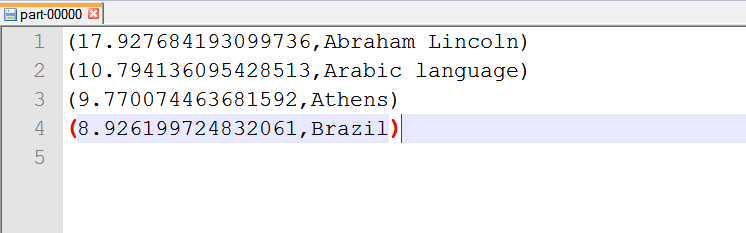 part-00000
1 (17.927684193099736,Abraham Lincoln)
2 (10.794136095428513,Arabic language)
3 (9.770074463681592,Athens)
4 (8.926199724832061,Brazil)
5